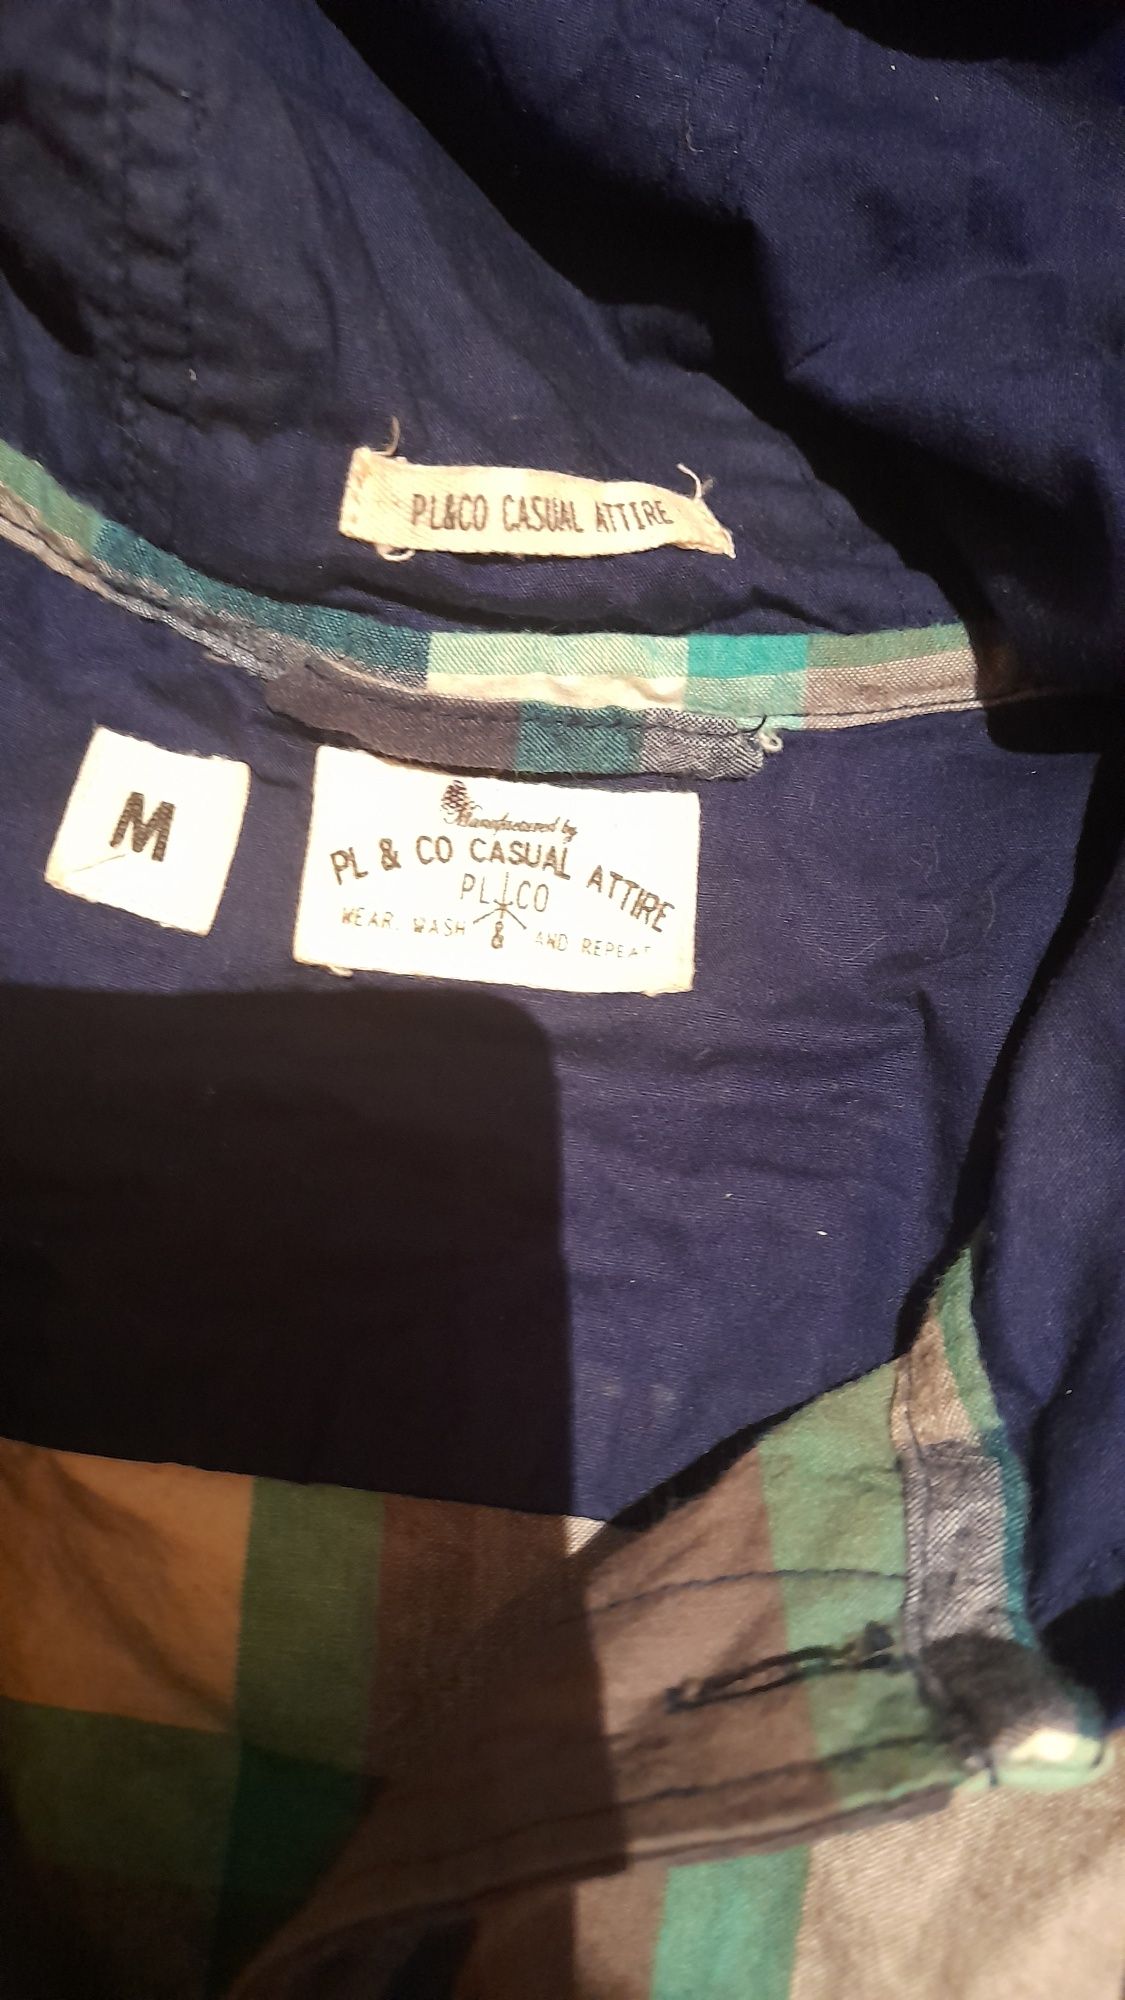 PL&CO CASUAL ATTIRE
M
Manufactured by
PL & CO CASUAL ATTIRE
PL CO
WEAR. WASH & AND REPEAT